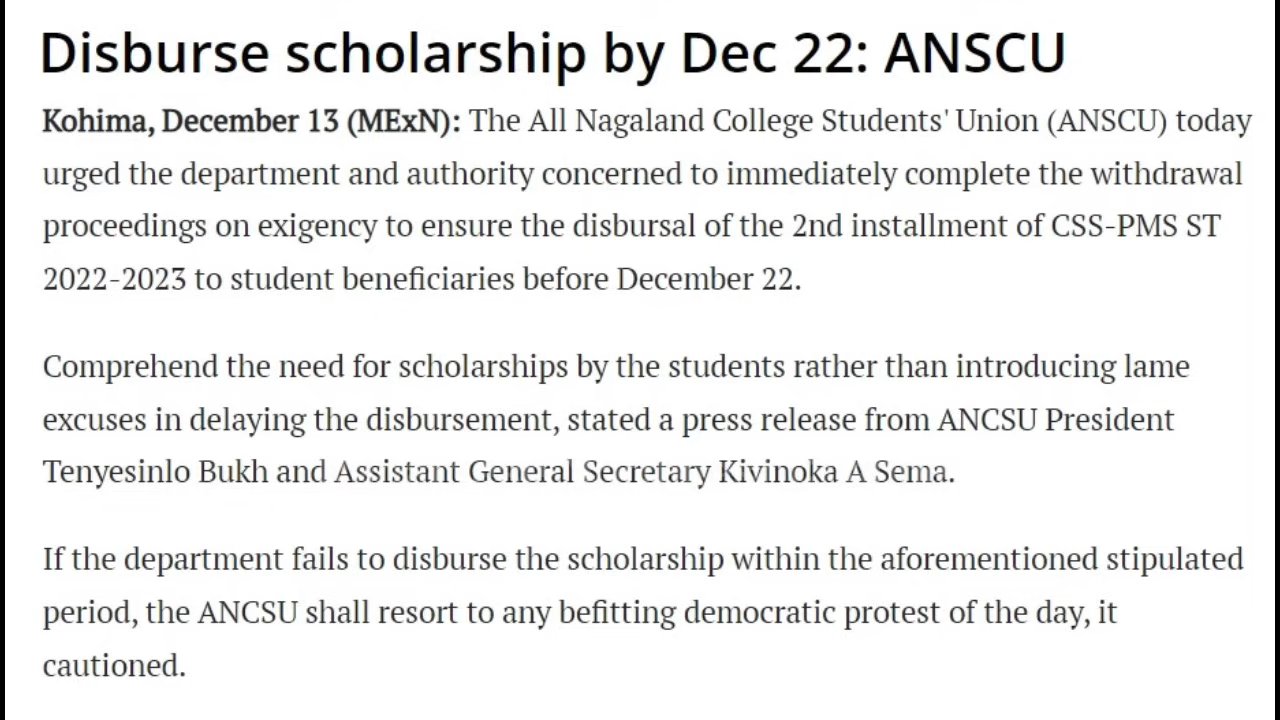 Disburse scholarship by Dec 22: ANSCU
Kohima, December 13 (MExN): The All Nagaland College Students' Union (ANSCU) today
urged the department and authority concerned to immediately complete the withdrawal
proceedings on exigency to ensure the disbursal of the 2nd installment of CSS-PMS ST
2022-2023 to student beneficiaries before December 22.
Comprehend the need for scholarships by the students rather than introducing lame
excuses in delaying the disbursement, stated a press release from ANCSU President
Tenyesinlo Bukh and Assistant General Secretary Kivinoka A Sema.
If the department fails to disburse the scholarship within the aforementioned stipulated
period, the ANCSU shall resort to any befitting democratic protest of the day, it
cautioned.